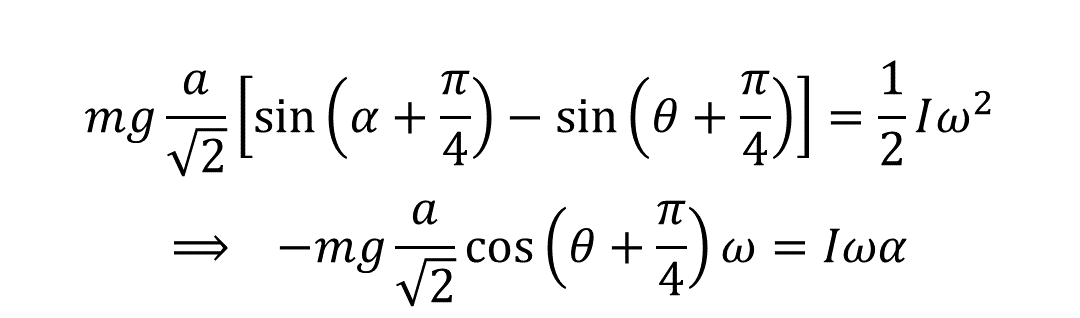 mg a/√2 [sin(α + π/4) − sin(θ + π/4)] = 1/2 Iω²
⟹ −mg a/√2 cos(θ + π/4) ω = Iωα